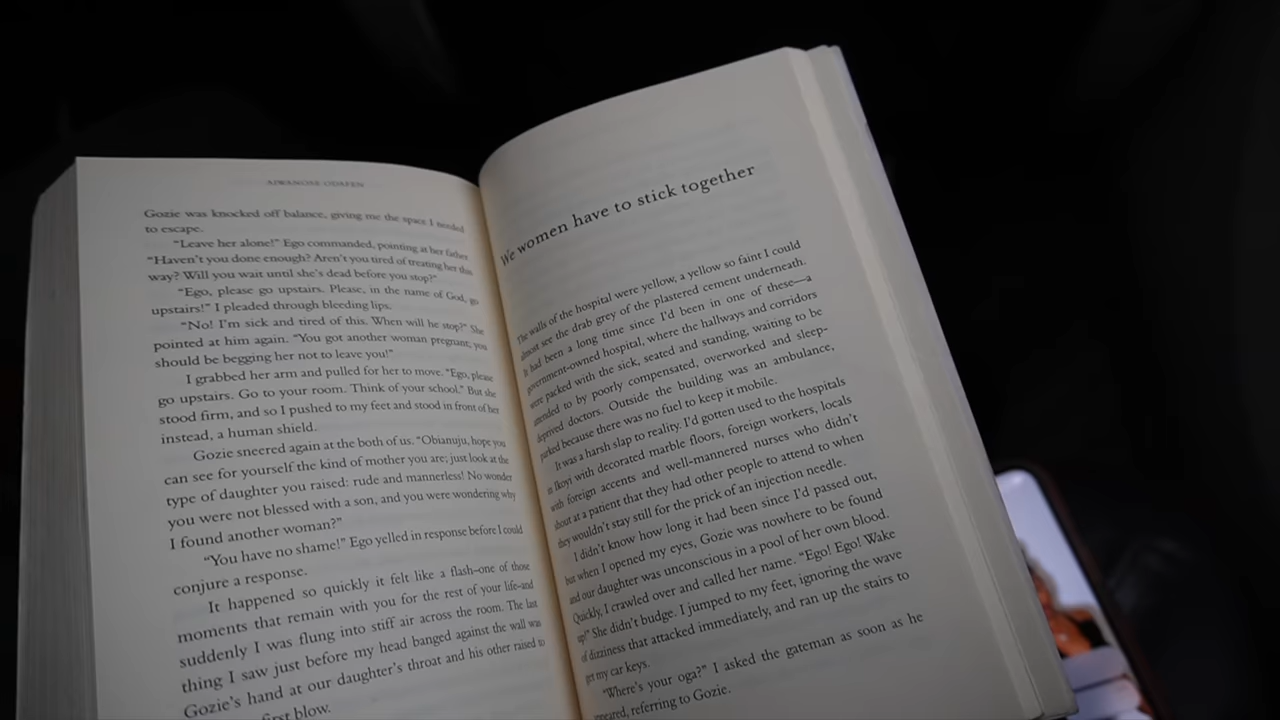 AIWANOSE ODAFEN
Gozie was knocked off balance, giving me the space I needed
to escape.
“Leave her alone!” Ego commanded, pointing at her father.
“Haven’t you done enough? Aren’t you tired of treating her this
way? Will you wait until she’s dead before you stop?”
“Ego, please go upstairs. Please, in the name of God, go
upstairs!” I pleaded through bleeding lips.
“No! I’m sick and tired of this. When will he stop?” She
pointed at him again. “You got another woman pregnant; you
should be begging her not to leave you!”
I grabbed her arm and pulled for her to move. “Ego, please
go upstairs. Go to your room. Think of your school.” But she
stood firm, and so I pushed to my feet and stood in front of her
instead, a human shield.
Gozie sneered again at the both of us. “Obianuju, hope you
can see for yourself the kind of mother you are; just look at the
type of daughter you raised: rude and mannerless! No wonder
you were not blessed with a son, and you were wondering why
I found another woman?”
“You have no shame!” Ego yelled in response before I could
conjure a response.
It happened so quickly it felt like a flash–one of those
moments that remain with you for the rest of your life–and
suddenly I was flung into stiff air across the room. The last
thing I saw just before my head banged against the wall was
Gozie’s hand at our daughter’s throat and his other raised to
first blow.
We women have to stick together
The walls of the hospital were yellow, a yellow so faint I could
almost see the drab grey of the plastered cement underneath.
It had been a long time since I’d been in one of these—a
government-owned hospital, where the hallways and corridors
were packed with the sick, seated and standing, waiting to be
attended to by poorly compensated, overworked and sleep-
deprived doctors. Outside the building was an ambulance,
parked because there was no fuel to keep it mobile.
It was a harsh slap to reality. I’d gotten used to the hospitals
in Ikoyi with decorated marble floors, foreign workers, locals
with foreign accents and well-mannered nurses who didn’t
shout at a patient that they had other people to attend to when
they wouldn’t stay still for the prick of an injection needle.
I didn’t know how long it had been since I’d passed out,
but when I opened my eyes, Gozie was nowhere to be found
and our daughter was unconscious in a pool of her own blood.
Quickly, I crawled over and called her name. “Ego! Ego! Wake
up!” She didn’t budge. I jumped to my feet, ignoring the wave
of dizziness that attacked immediately, and ran up the stairs to
get my car keys.
“Where’s your oga?” I asked the gateman as soon as he
referring to Gozie.